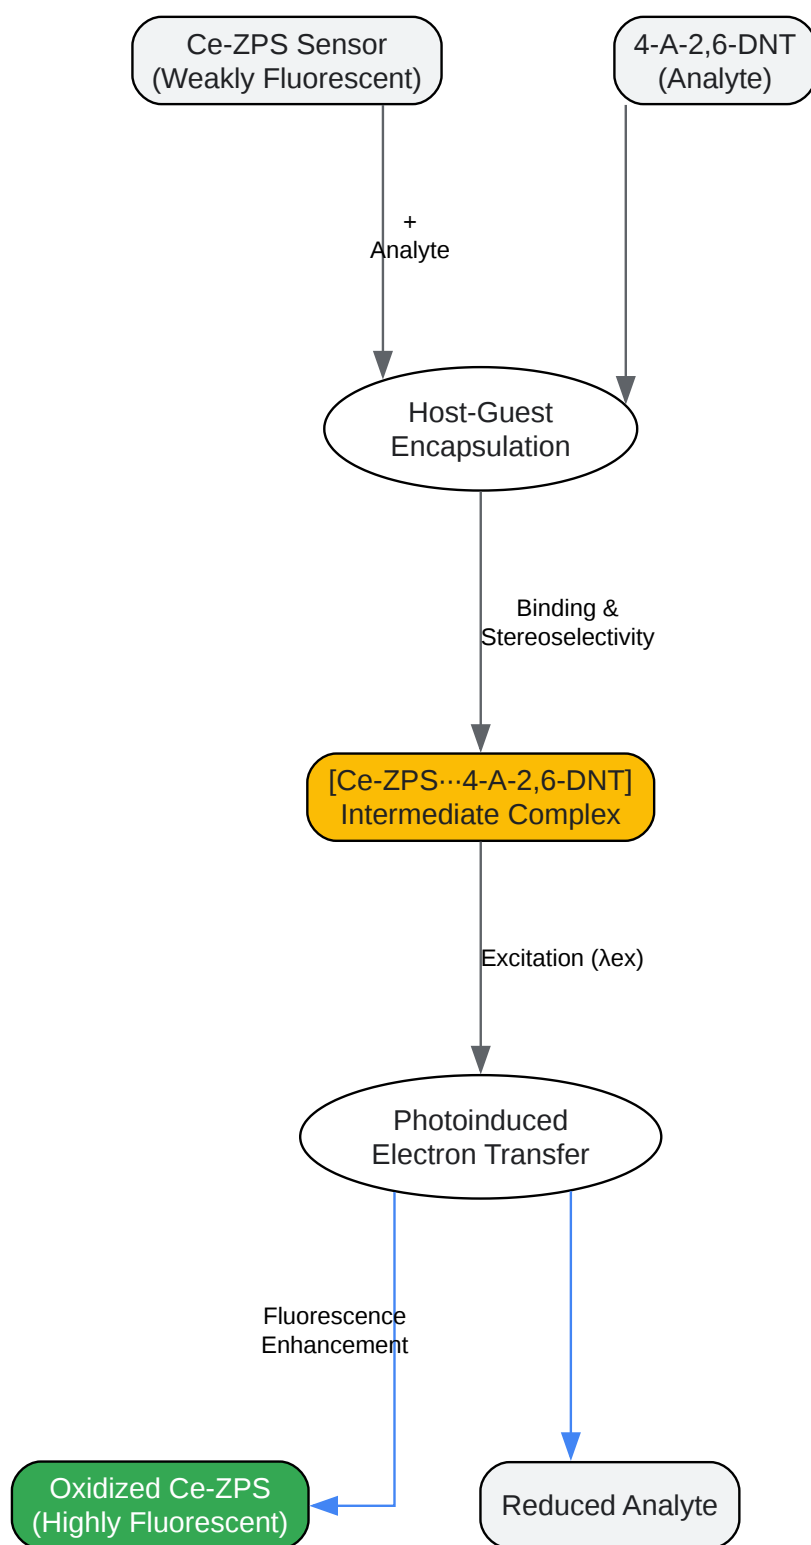 Ce-ZPS Sensor
(Weakly Fluorescent)
4-A-2,6-DNT
(Analyte)
+
Analyte
Host-Guest
Encapsulation
Binding &
Stereoselectivity
[Ce-ZPS···4-A-2,6-DNT]
Intermediate Complex
Excitation (λex)
Photoinduced
Electron Transfer
Fluorescence
Enhancement
Oxidized Ce-ZPS
(Highly Fluorescent)
Reduced Analyte